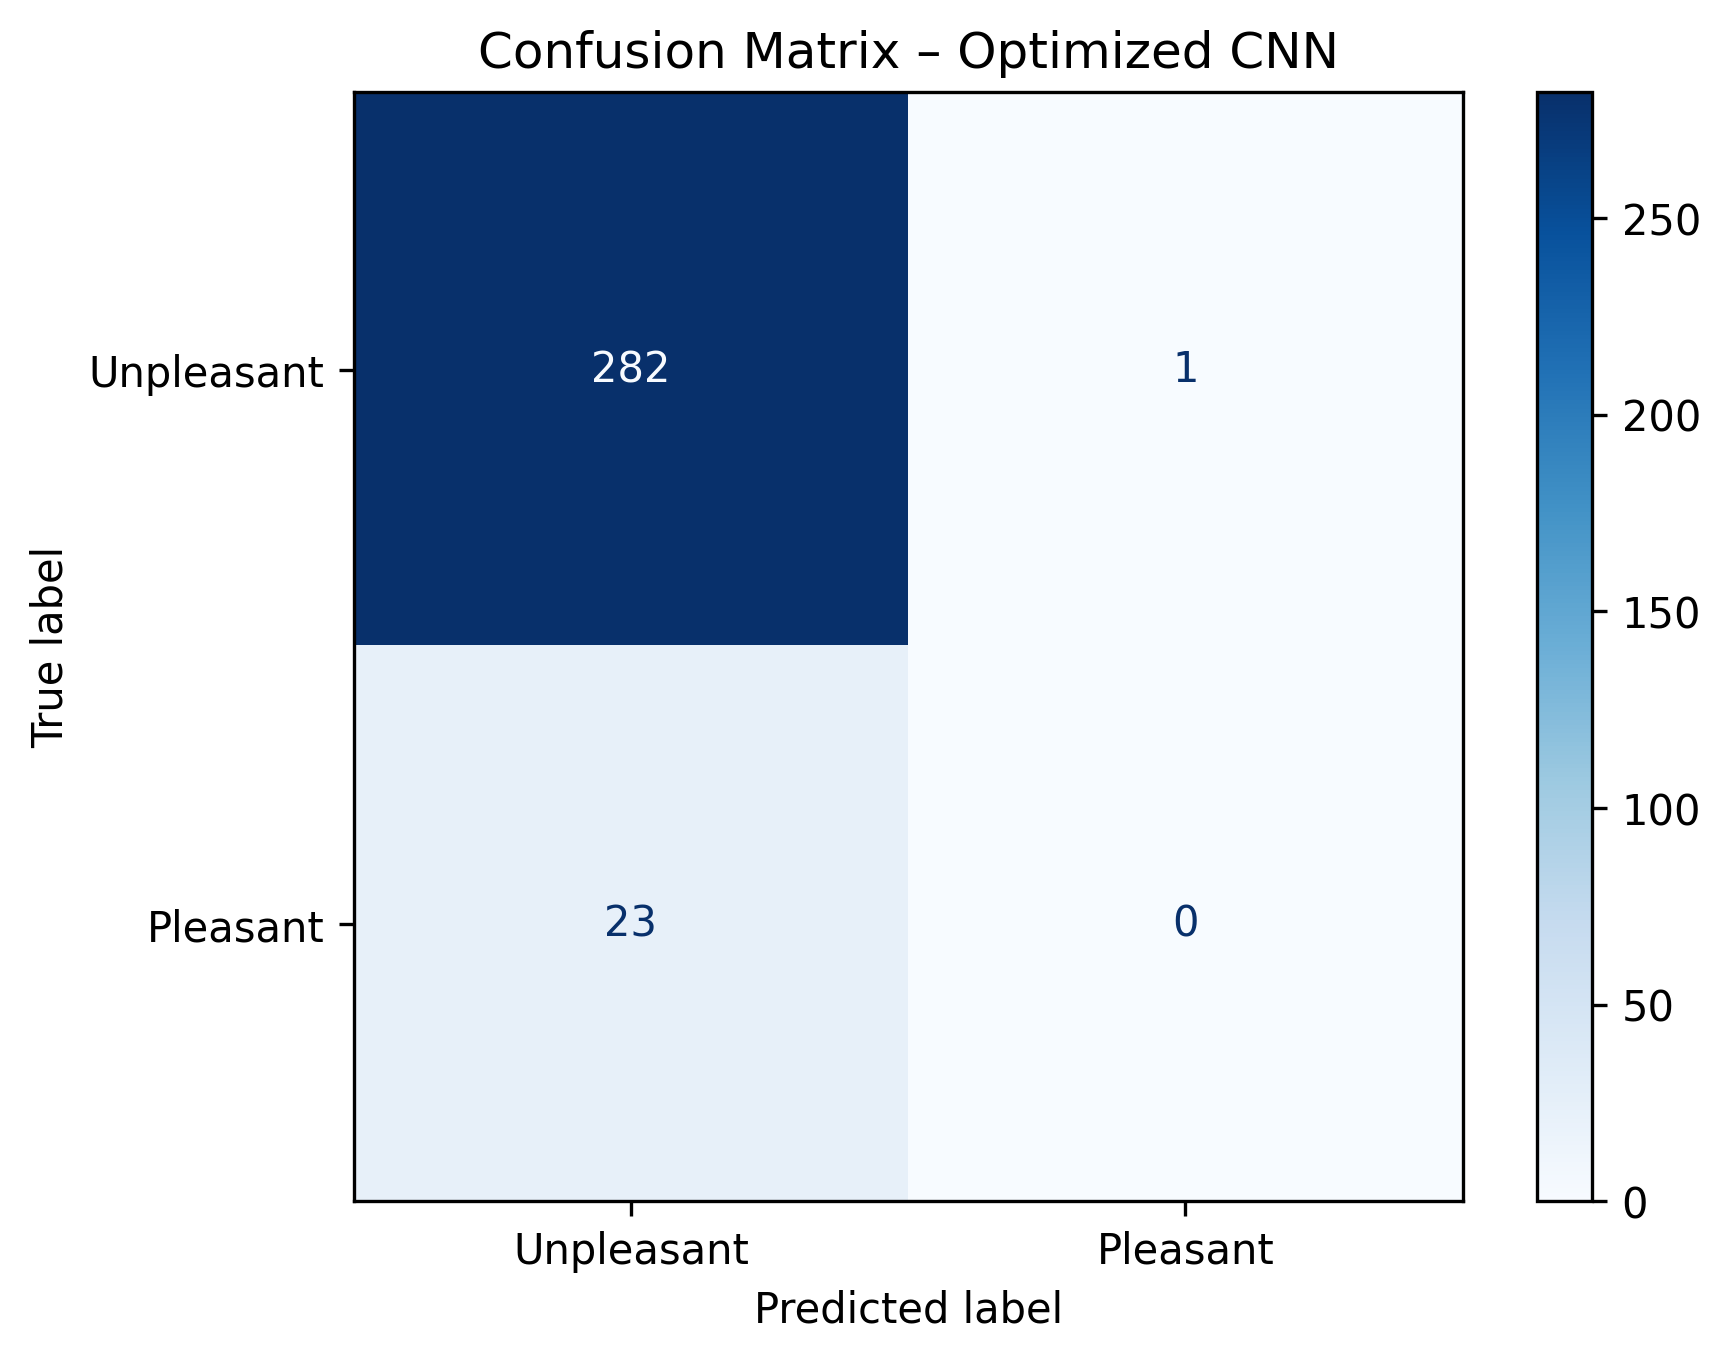 Confusion Matrix – Optimized CNN
Unpleasant
282
1
Pleasant
23
0
Unpleasant
Pleasant
Predicted label
True label
250
200
150
100
50
0